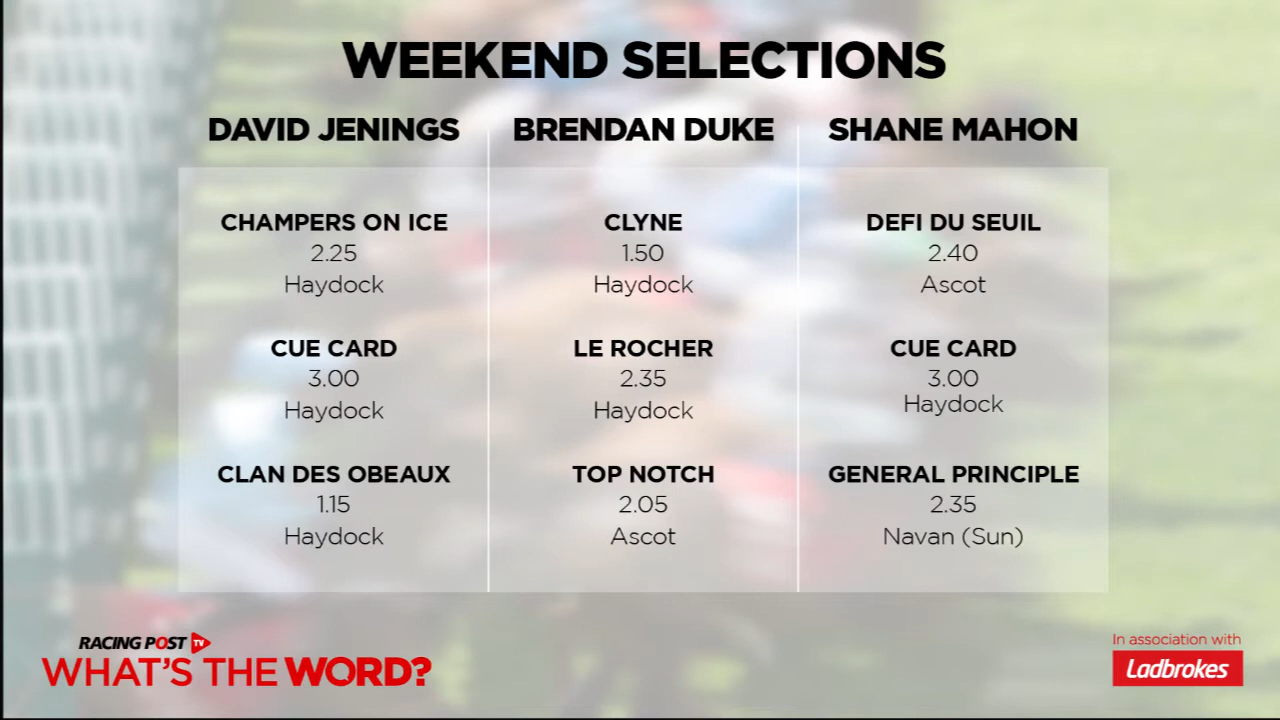 WEEKEND SELECTIONS
DAVID JENINGS
CHAMPERS ON ICE
2.25
Haydock
CUE CARD
3.00
Haydock
CLAN DES OBEAUX
1.15
Haydock
BRENDAN DUKE
CLYNE
1.50
Haydock
LE ROCHER
2.35
Haydock
TOP NOTCH
2.05
Ascot
SHANE MAHON
DEFI DU SEUIL
2.40
Ascot
CUE CARD
3.00
Haydock
GENERAL PRINCIPLE
2.35
Navan (Sun)
RACING POST TV
WHAT'S THE WORD?
In association with
Ladbrokes